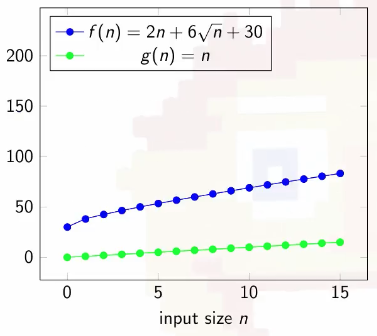 f(n) = 2n + 6√n + 30
g(n) = n
200
150
100
50
0
0 5 10 15
input size n